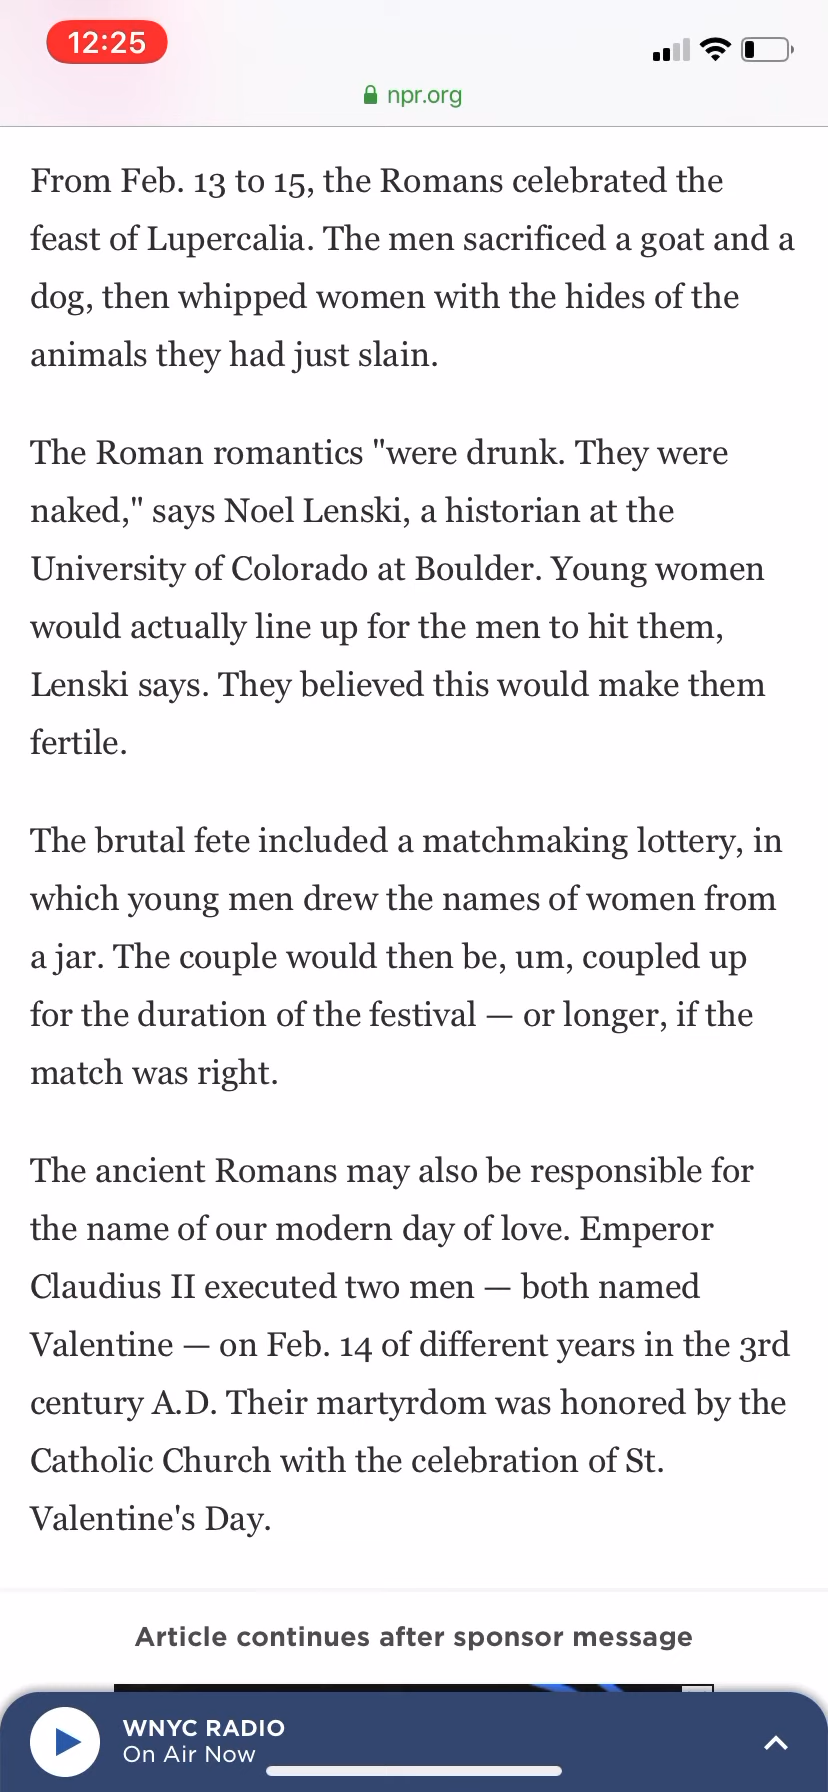 12:25
npr.org
From Feb. 13 to 15, the Romans celebrated the
feast of Lupercalia. The men sacrificed a goat and a
dog, then whipped women with the hides of the
animals they had just slain.
The Roman romantics "were drunk. They were
naked," says Noel Lenski, a historian at the
University of Colorado at Boulder. Young women
would actually line up for the men to hit them,
Lenski says. They believed this would make them
fertile.
The brutal fete included a matchmaking lottery, in
which young men drew the names of women from
a jar. The couple would then be, um, coupled up
for the duration of the festival — or longer, if the
match was right.
The ancient Romans may also be responsible for
the name of our modern day of love. Emperor
Claudius II executed two men — both named
Valentine — on Feb. 14 of different years in the 3rd
century A.D. Their martyrdom was honored by the
Catholic Church with the celebration of St.
Valentine's Day.
Article continues after sponsor message
WNYC RADIO
On Air Now